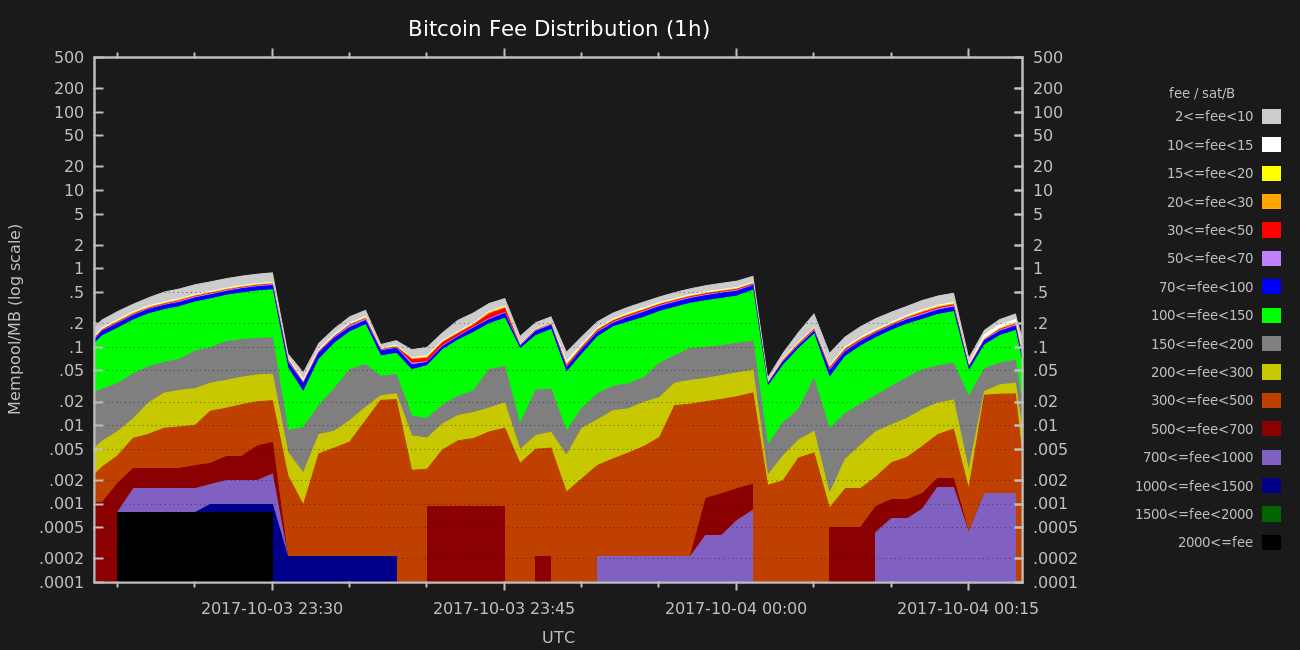 Bitcoin Fee Distribution (1h)
Mempool/MB (log scale)
500
200
100
50
20
10
5
2
1
.5
.2
.1
.05
.02
.01
.005
.002
.001
.0005
.0002
.0001
500
200
100
50
20
10
5
2
1
.5
.2
.1
.05
.02
.01
.005
.002
.001
.0005
.0002
.0001
2017-10-03 23:30
2017-10-03 23:45
2017-10-04 00:00
2017-10-04 00:15
UTC
fee / sat/B
2<=fee<10
10<=fee<15
15<=fee<20
20<=fee<30
30<=fee<50
50<=fee<70
70<=fee<100
100<=fee<150
150<=fee<200
200<=fee<300
300<=fee<500
500<=fee<700
700<=fee<1000
1000<=fee<1500
1500<=fee<2000
2000<=fee